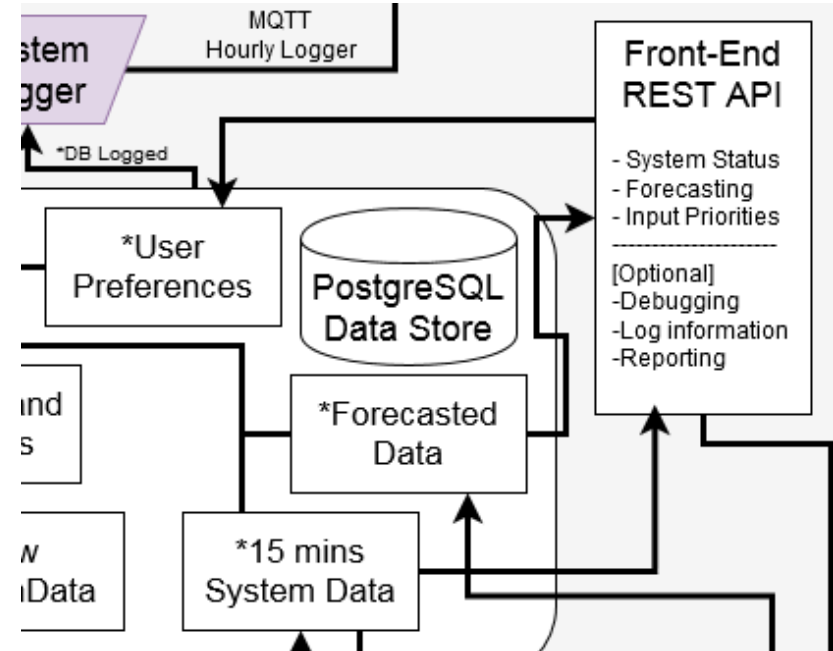 MQTT
Hourly Logger
stem
gger
*DB Logged
Front-End
REST API
- System Status
- Forecasting
- Input Priorities
---------------------
[Optional]
-Debugging
-Log information
-Reporting
*User
Preferences
PostgreSQL
Data Store
*Forecasted
Data
and
s
*15 mins
System Data
w
Data